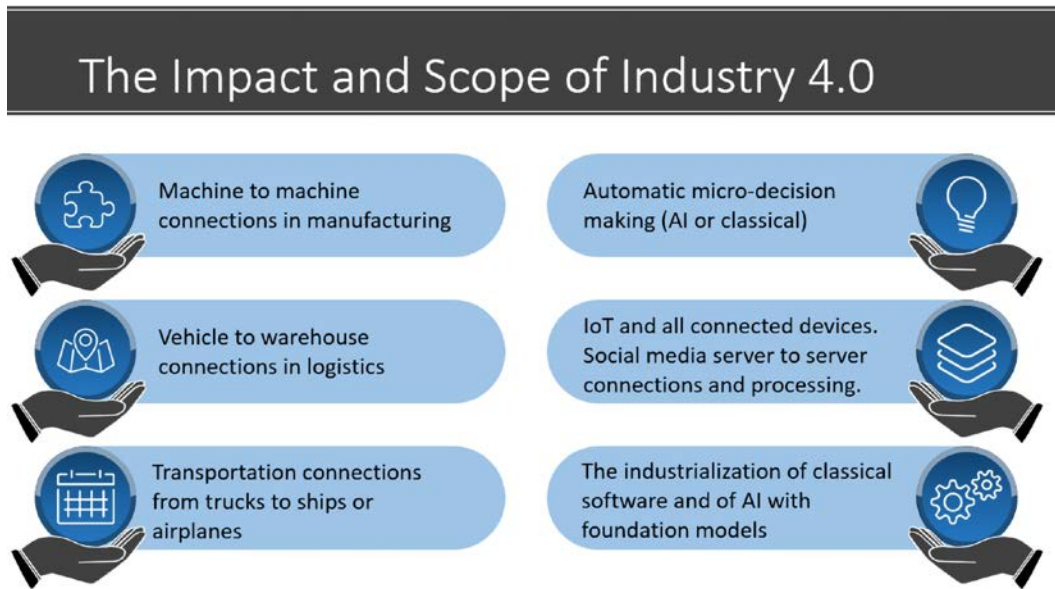 The Impact and Scope of Industry 4.0
Machine to machine
connections in manufacturing
Vehicle to warehouse
connections in logistics
Transportation connections
from trucks to ships or
airplanes
Automatic micro-decision
making (AI or classical)
IoT and all connected devices.
Social media server to server
connections and processing.
The industrialization of classical
software and of AI with
foundation models